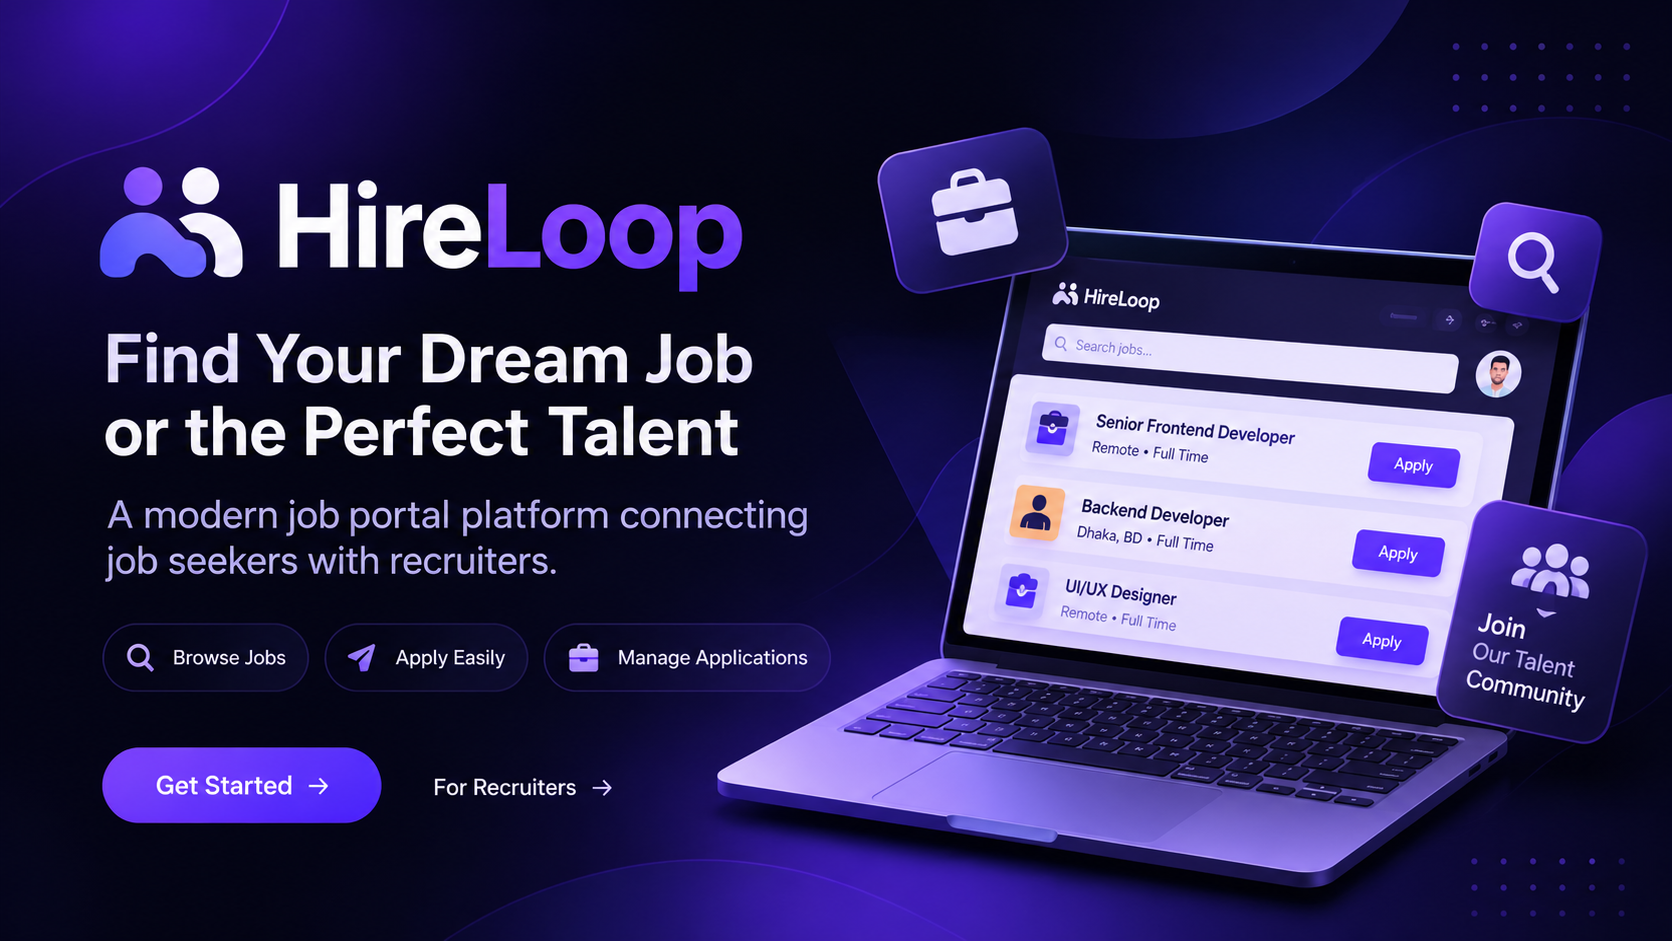 HireLoop
Find Your Dream Job
or the Perfect Talent
A modern job portal platform connecting
job seekers with recruiters.
Browse Jobs
Apply Easily
Manage Applications
Get Started →
For Recruiters →
HireLoop
Search jobs...
Senior Frontend Developer
Remote • Full Time
Apply
Backend Developer
Dhaka, BD • Full Time
Apply
UI/UX Designer
Remote • Full Time
Apply
Join
Our Talent
Community